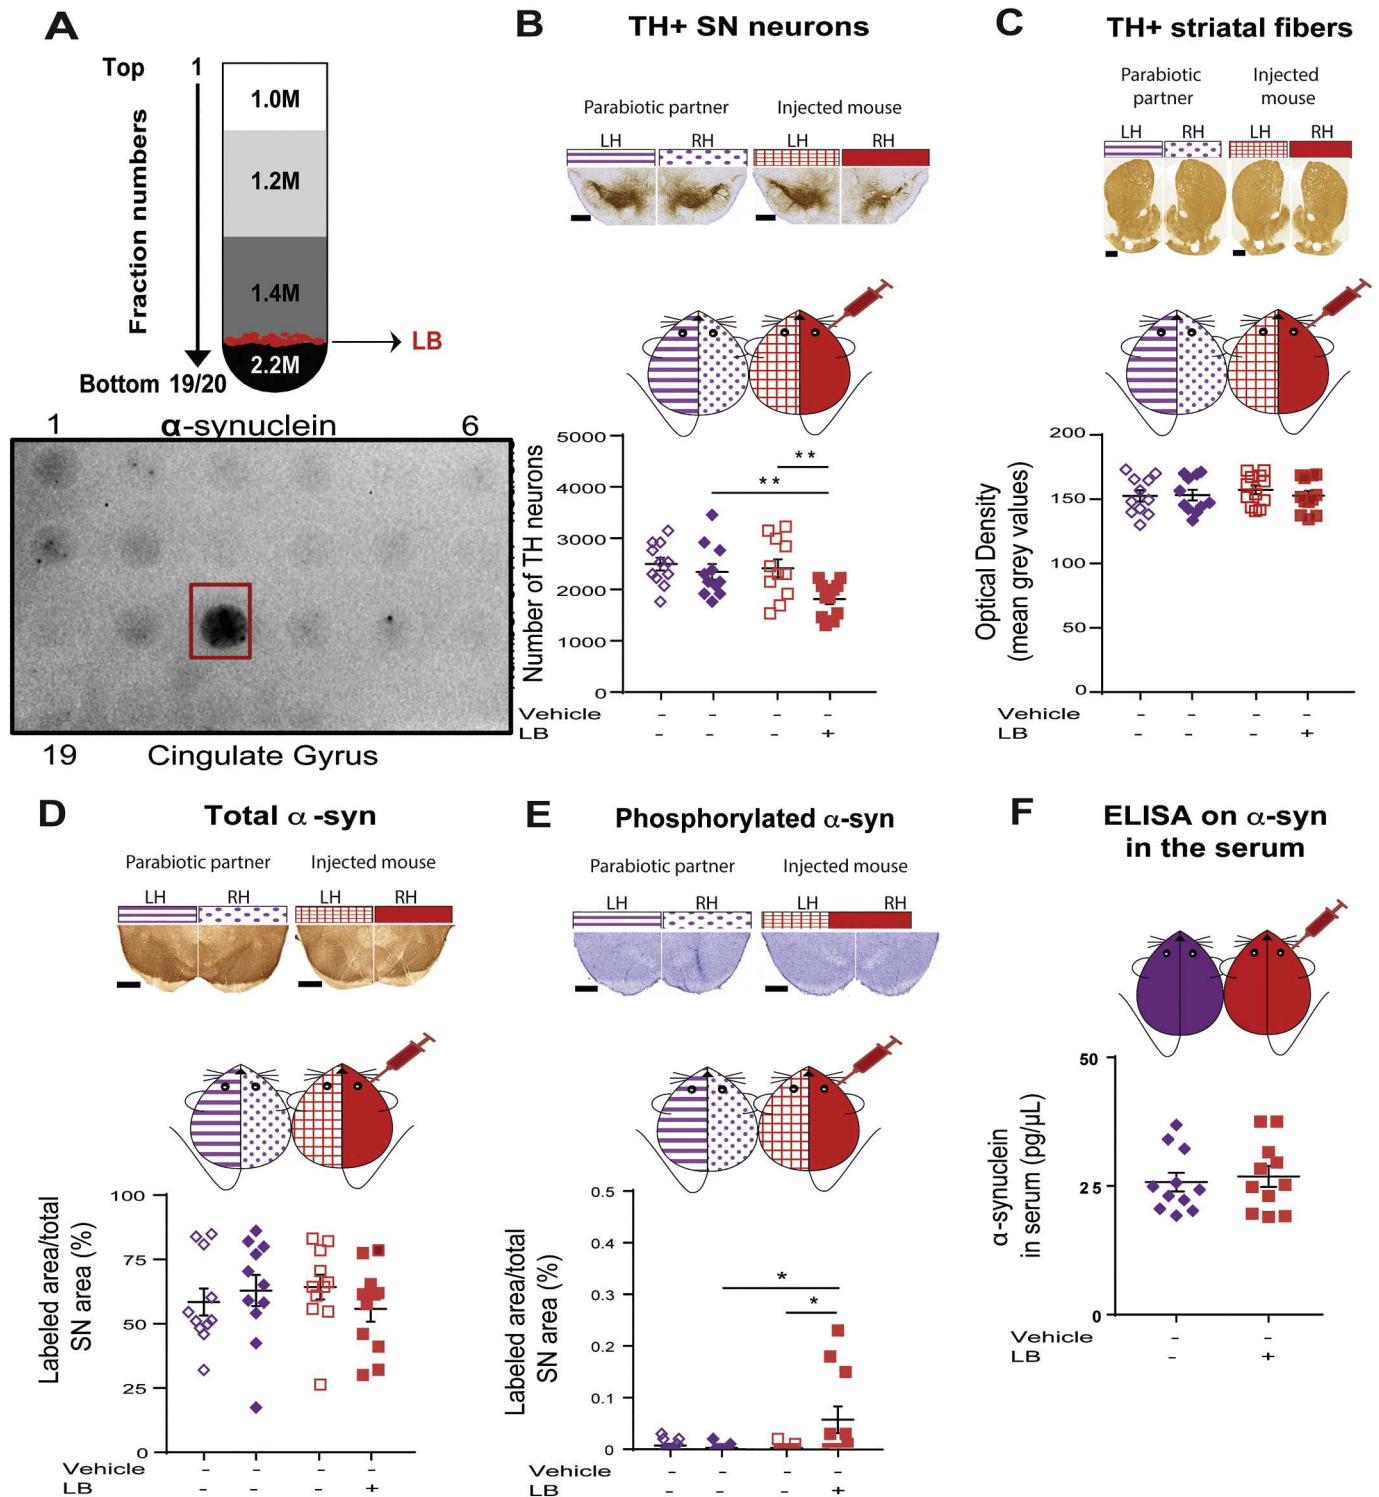 A
Top 1
1.0M
1.2M
1.4M
2.2M
LB
Fraction numbers
Bottom 19/20
1 α-synuclein 6
19 Cingulate Gyrus
B TH+ SN neurons
Parabiotic partner Injected mouse
LH RH LH RH
5000
4000
3000
2000
1000
0
Number of TH neurons
** 
**
Vehicle - - - -
LB - - - +
C TH+ striatal fibers
Parabiotic partner
Injected mouse
LH RH LH RH
200
150
100
50
0
Optical Density
(mean grey values)
Vehicle - - - -
LB - - - +
D Total α-syn
Parabiotic partner Injected mouse
LH RH LH RH
100
75
50
25
0
Labeled area/total
SN area (%)
Vehicle - - - -
LB - - - +
E Phosphorylated α-syn
Parabiotic partner Injected mouse
LH RH LH RH
0.5
0.4
0.3
0.2
0.1
0
Labeled area/total
SN area (%)
*
*
Vehicle - - - -
LB - - - +
F ELISA on α-syn
in the serum
50
25
0
α-synuclein
in serum (pg/μL)
Vehicle - -
LB - +